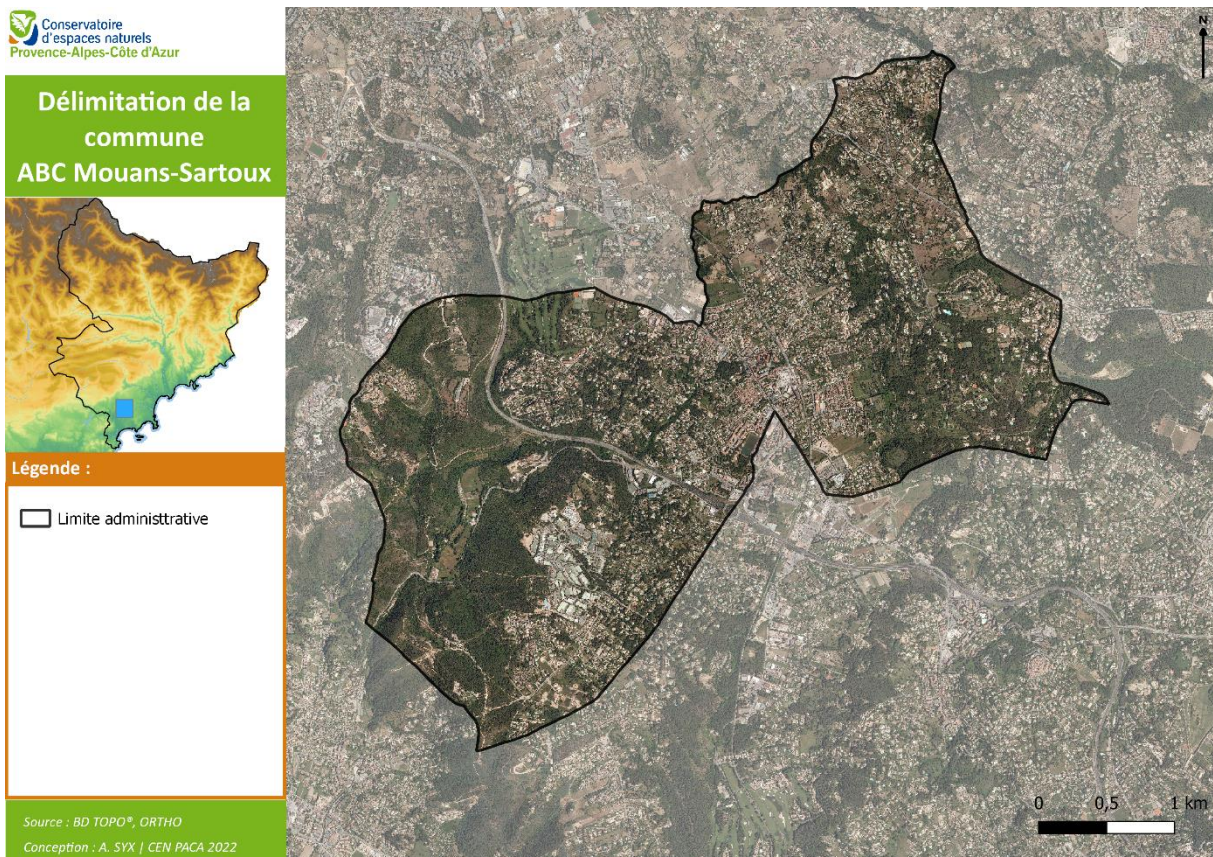 Conservatoire
d'espaces naturels
Provence-Alpes-Côte d'Azur
Délimitation de la
commune
ABC Mouans-Sartoux
Légende :
Limite administtrative
Source : BD TOPO®, ORTHO
Conception : A. SYX | CEN PACA 2022
N
0 0,5 1 km